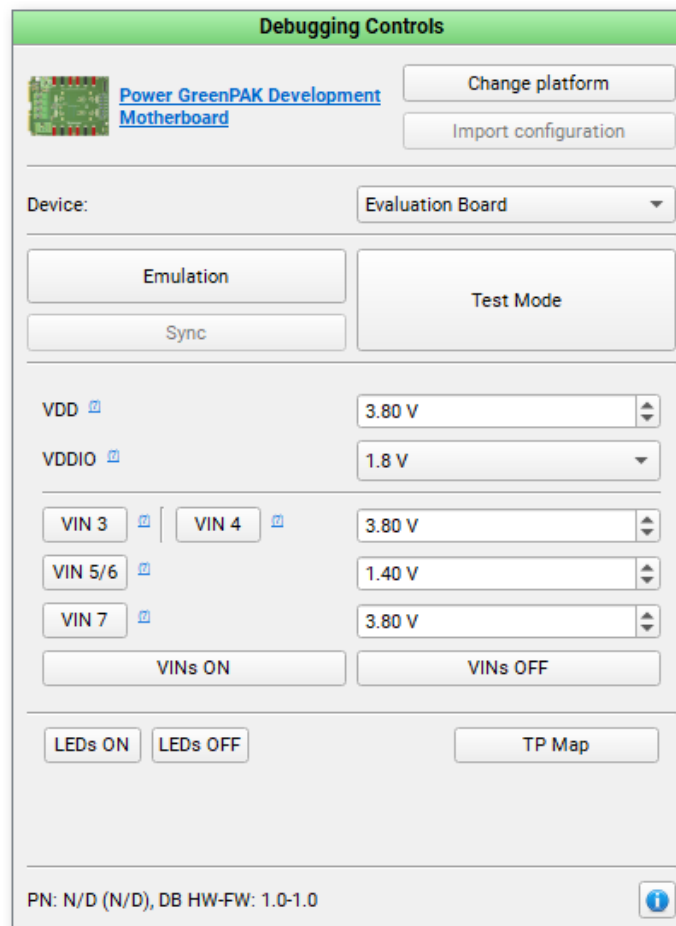 Debugging Controls
Power GreenPAK Development
Motherboard
Change platform
Import configuration
Device:
Evaluation Board
Emulation
Sync
Test Mode
VDD [?]
3.80 V
VDDIO [?]
1.8 V
VIN 3 [?] VIN 4 [?]
3.80 V
VIN 5/6 [?]
1.40 V
VIN 7 [?]
3.80 V
VINs ON
VINs OFF
LEDs ON
LEDs OFF
TP Map
PN: N/D (N/D), DB HW-FW: 1.0-1.0